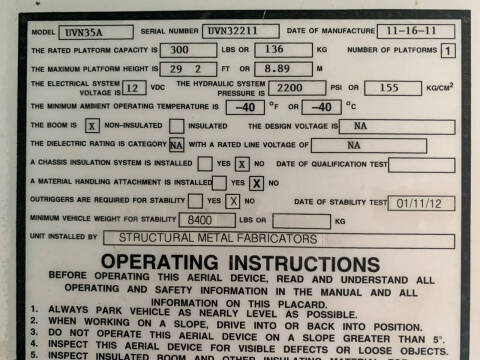 MODEL UVN35A SERIAL NUMBER UVN32211 DATE OF MANUFACTURE 11-16-11
THE RATED PLATFORM CAPACITY IS 300 LBS OR 136 KG NUMBER OF PLATFORMS 1
THE MAXIMUM PLATFORM HEIGHT IS 29 2 FT OR 8.89 M
THE ELECTRICAL SYSTEM VOLTAGE IS 12 VDC THE HYDRAULIC SYSTEM PRESSURE IS 2200 PSI OR 155 KG/CM²
THE MINIMUM AMBIENT OPERATING TEMPERATURE IS -40 °F OR -40 °C
THE BOOM IS X NON-INSULATED INSULATED THE DESIGN VOLTAGE IS NA
THE DIELECTRIC RATING IS CATEGORY NA WITH A RATED LINE VOLTAGE OF NA
A CHASSIS INSULATION SYSTEM IS INSTALLED YES X NO DATE OF QUALIFICATION TEST
A MATERIAL HANDLING ATTACHMENT IS INSTALLED YES X NO
OUTRIGGERS ARE REQUIRED FOR STABILITY YES X NO DATE OF STABILITY TEST 01/11/12
MINIMUM VEHICLE WEIGHT FOR STABILITY 8400 LBS OR KG
UNIT INSTALLED BY STRUCTURAL METAL FABRICATORS
OPERATING INSTRUCTIONS
BEFORE OPERATING THIS AERIAL DEVICE, READ AND UNDERSTAND ALL
OPERATING AND SAFETY INFORMATION IN THE MANUAL AND ALL
INFORMATION ON THIS PLACARD.
1. ALWAYS PARK VEHICLE AS NEARLY LEVEL AS POSSIBLE.
2. WHEN WORKING ON A SLOPE, DRIVE INTO OR BACK INTO POSITION.
3. DO NOT OPERATE THIS AERIAL DEVICE ON A SLOPE GREATER THAN 5°.
4. INSPECT THIS AERIAL DEVICE FOR VISIBLE DEFECTS OR LOOSE OBJECTS.
INSPECT INSULATED BOOM AND OTHER INSULATING MATERIAL FOR